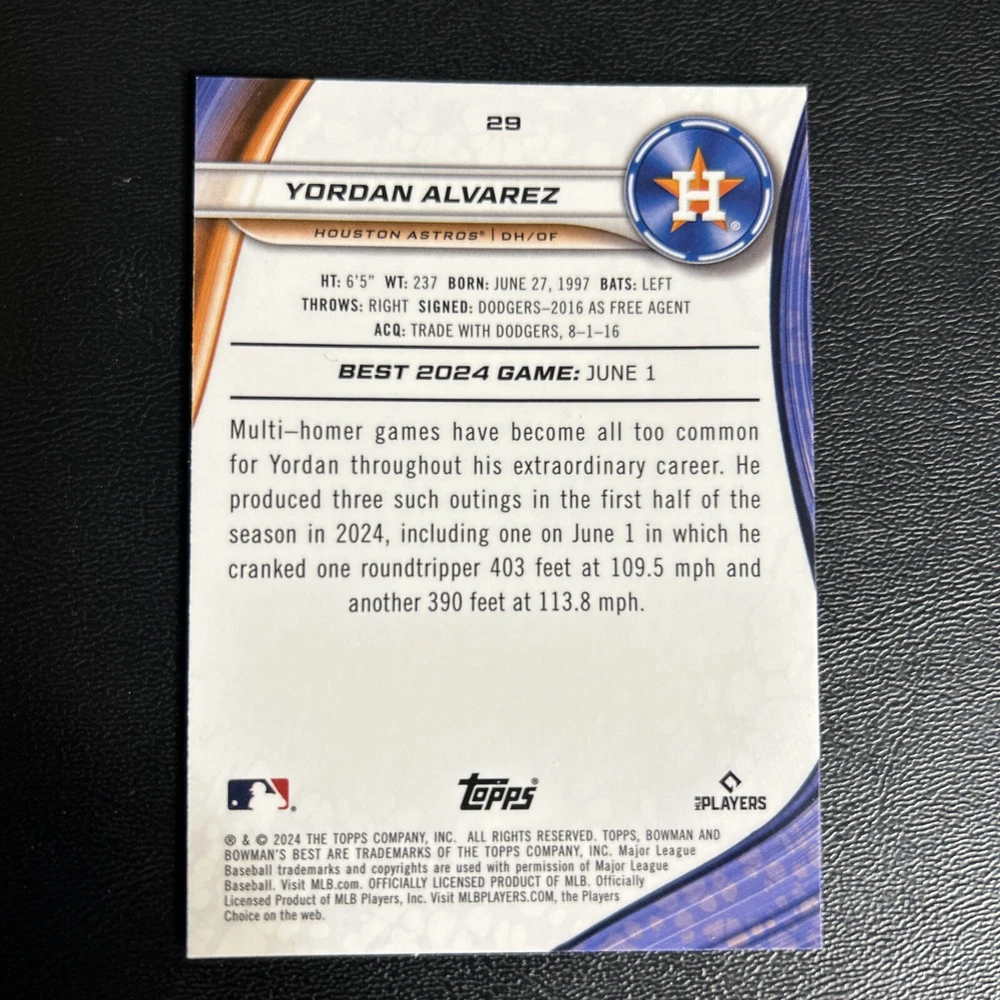 29
YORDAN ALVAREZ
H®
HOUSTON ASTROS® | DH/OF
HT: 6'5" WT: 237 BORN: JUNE 27, 1997 BATS: LEFT
THROWS: RIGHT SIGNED: DODGERS–2016 AS FREE AGENT
ACQ: TRADE WITH DODGERS, 8–1–16
BEST 2024 GAME: JUNE 1
Multi–homer games have become all too common
for Yordan throughout his extraordinary career. He
produced three such outings in the first half of the
season in 2024, including one on June 1 in which he
cranked one roundtripper 403 feet at 109.5 mph and
another 390 feet at 113.8 mph.
topps®
MLB PLAYERS
® & © 2024 THE TOPPS COMPANY, INC. ALL RIGHTS RESERVED. TOPPS, BOWMAN AND
BOWMAN'S BEST ARE TRADEMARKS OF THE TOPPS COMPANY, INC. Major League
Baseball trademarks and copyrights are used with permission of Major League
Baseball. Visit MLB.com. OFFICIALLY LICENSED PRODUCT OF MLB. Officially
Licensed Product of MLB Players, Inc. Visit MLBPLAYERS.COM, the Players
Choice on the web.